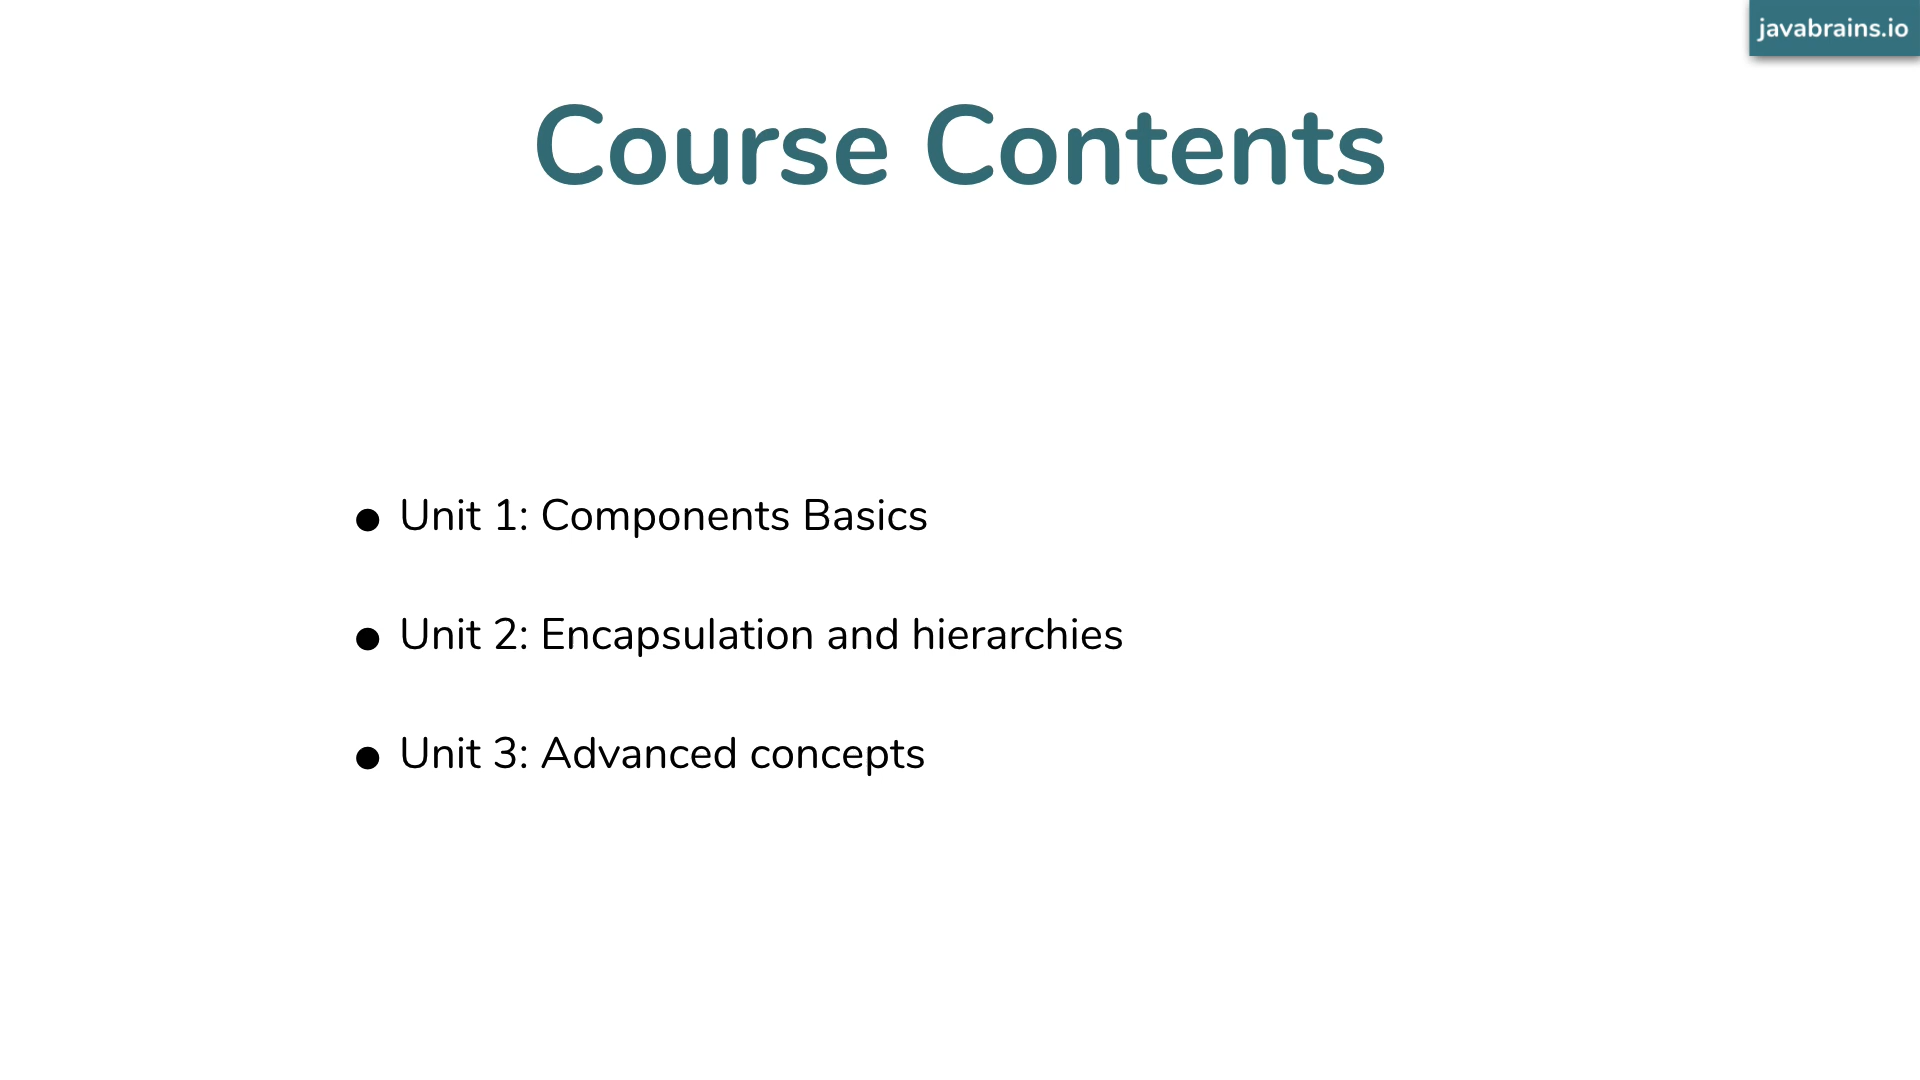 javabrains.io
Course Contents
● Unit 1: Components Basics
● Unit 2: Encapsulation and hierarchies
● Unit 3: Advanced concepts